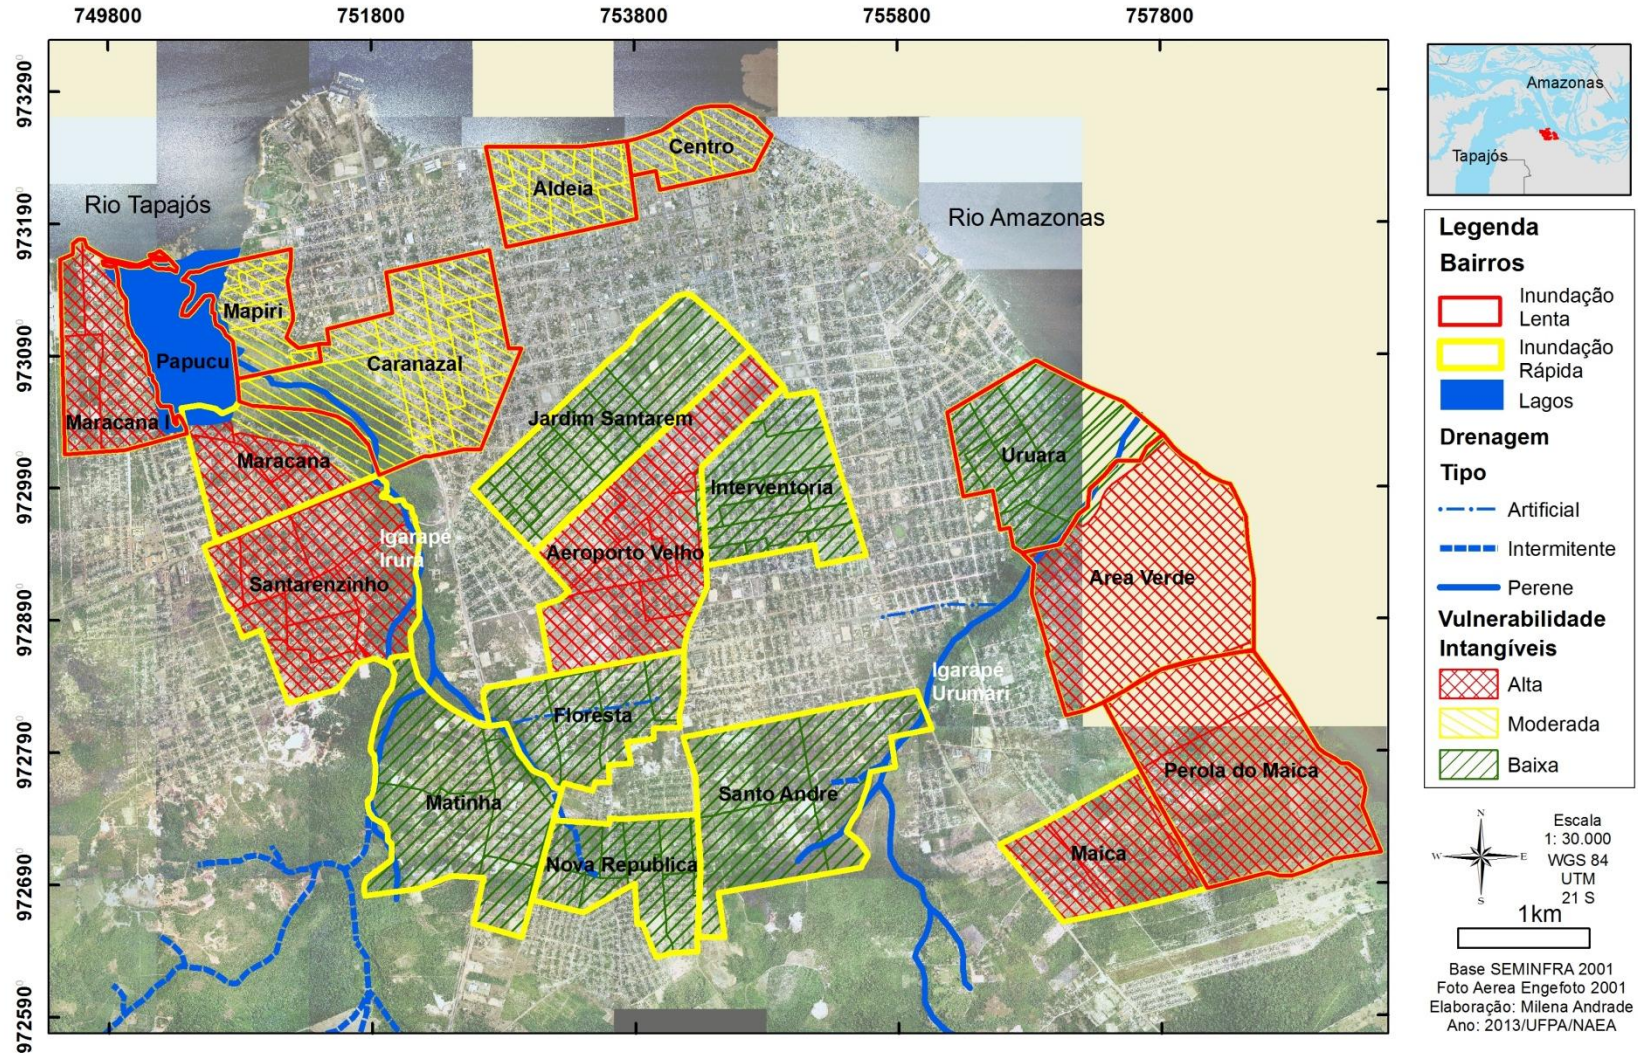 749800
751800
753800
755800
757800
973290°
973190°
973090°
972990°
972890°
972790°
972690°
972590°
Rio Tapajós
Rio Amazonas
Centro
Aldeia
Mapiri
Caranazal
Papucu
Maracana I
Maracana
Jardim Santarem
Interventoria
Uruara
Igarapé
Irurá
Aeroporto Velho
Area Verde
Santarenzinho
Igarapé
Urumari
Floresta
Matinha
Santo Andre
Perola do Maica
Nova Republica
Maica
Amazonas
Tapajós
Legenda
Bairros
Inundação
Lenta
Inundação
Rápida
Lagos
Drenagem
Tipo
Artificial
Intermitente
Perene
Vulnerabilidade
Intangíveis
Alta
Moderada
Baixa
N
W
E
S
Escala
1: 30.000
WGS 84
UTM
21 S
1km
Base SEMINFRA 2001
Foto Aerea Engefoto 2001
Elaboração: Milena Andrade
Ano: 2013/UFPA/NAEA